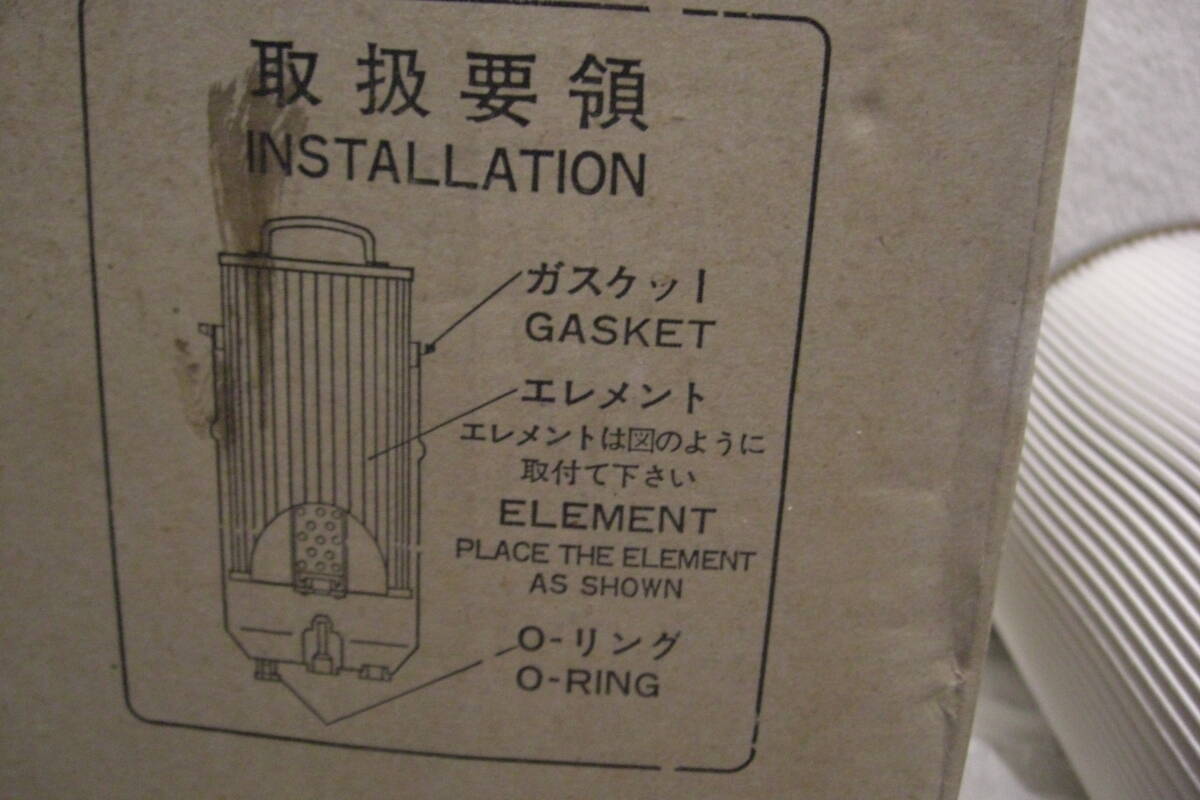 取扱要領
INSTALLATION
ガスケット
GASKET
エレメント
エレメントは図のように
取付て下さい
ELEMENT
PLACE THE ELEMENT
AS SHOWN
O-リング
O-RING